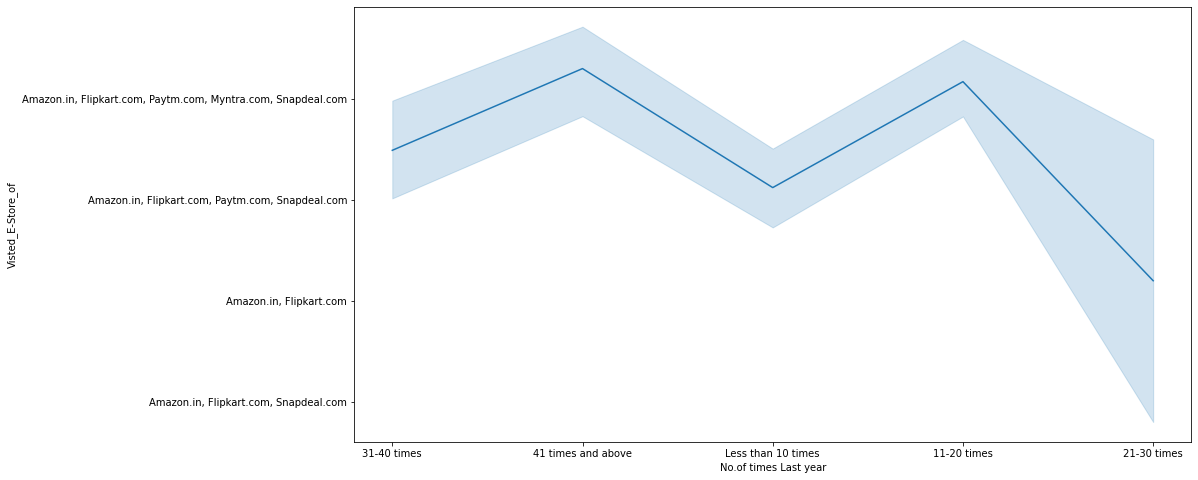 Visted_E-Store_of
Amazon.in, Flipkart.com, Paytm.com, Myntra.com, Snapdeal.com
Amazon.in, Flipkart.com, Paytm.com, Snapdeal.com
Amazon.in, Flipkart.com
Amazon.in, Flipkart.com, Snapdeal.com
31-40 times
41 times and above
Less than 10 times
11-20 times
21-30 times
No.of times Last year